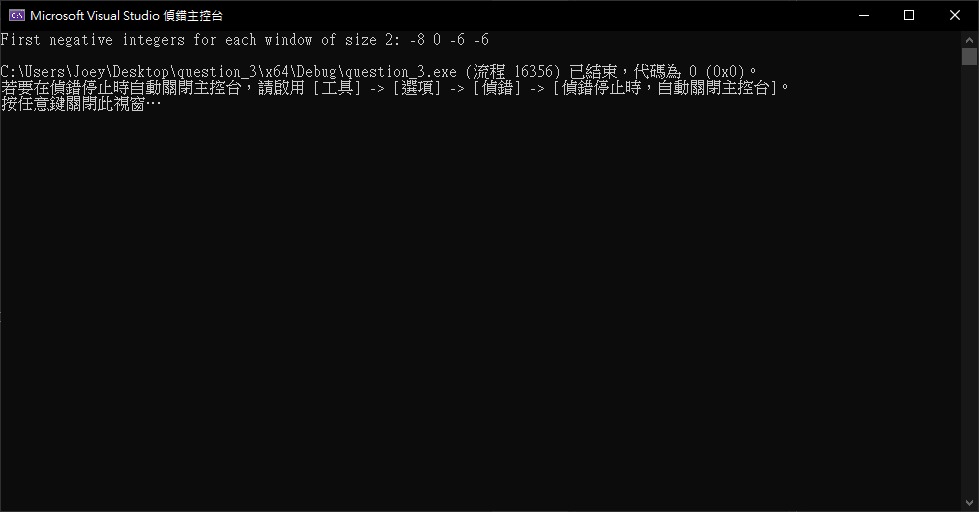 Microsoft Visual Studio 偵錯主控台
First negative integers for each window of size 2: -8 0 -6 -6
C:\Users\Joey\Desktop\question_3\x64\Debug\question_3.exe (流程 16356) 已結束，代碼為 0 (0x0)。
若要在偵錯停止時自動關閉主控台，請啟用 [工具] -> [選項] -> [偵錯] -> [偵錯停止時，自動關閉主控台]。
按任意鍵關閉此視窗…